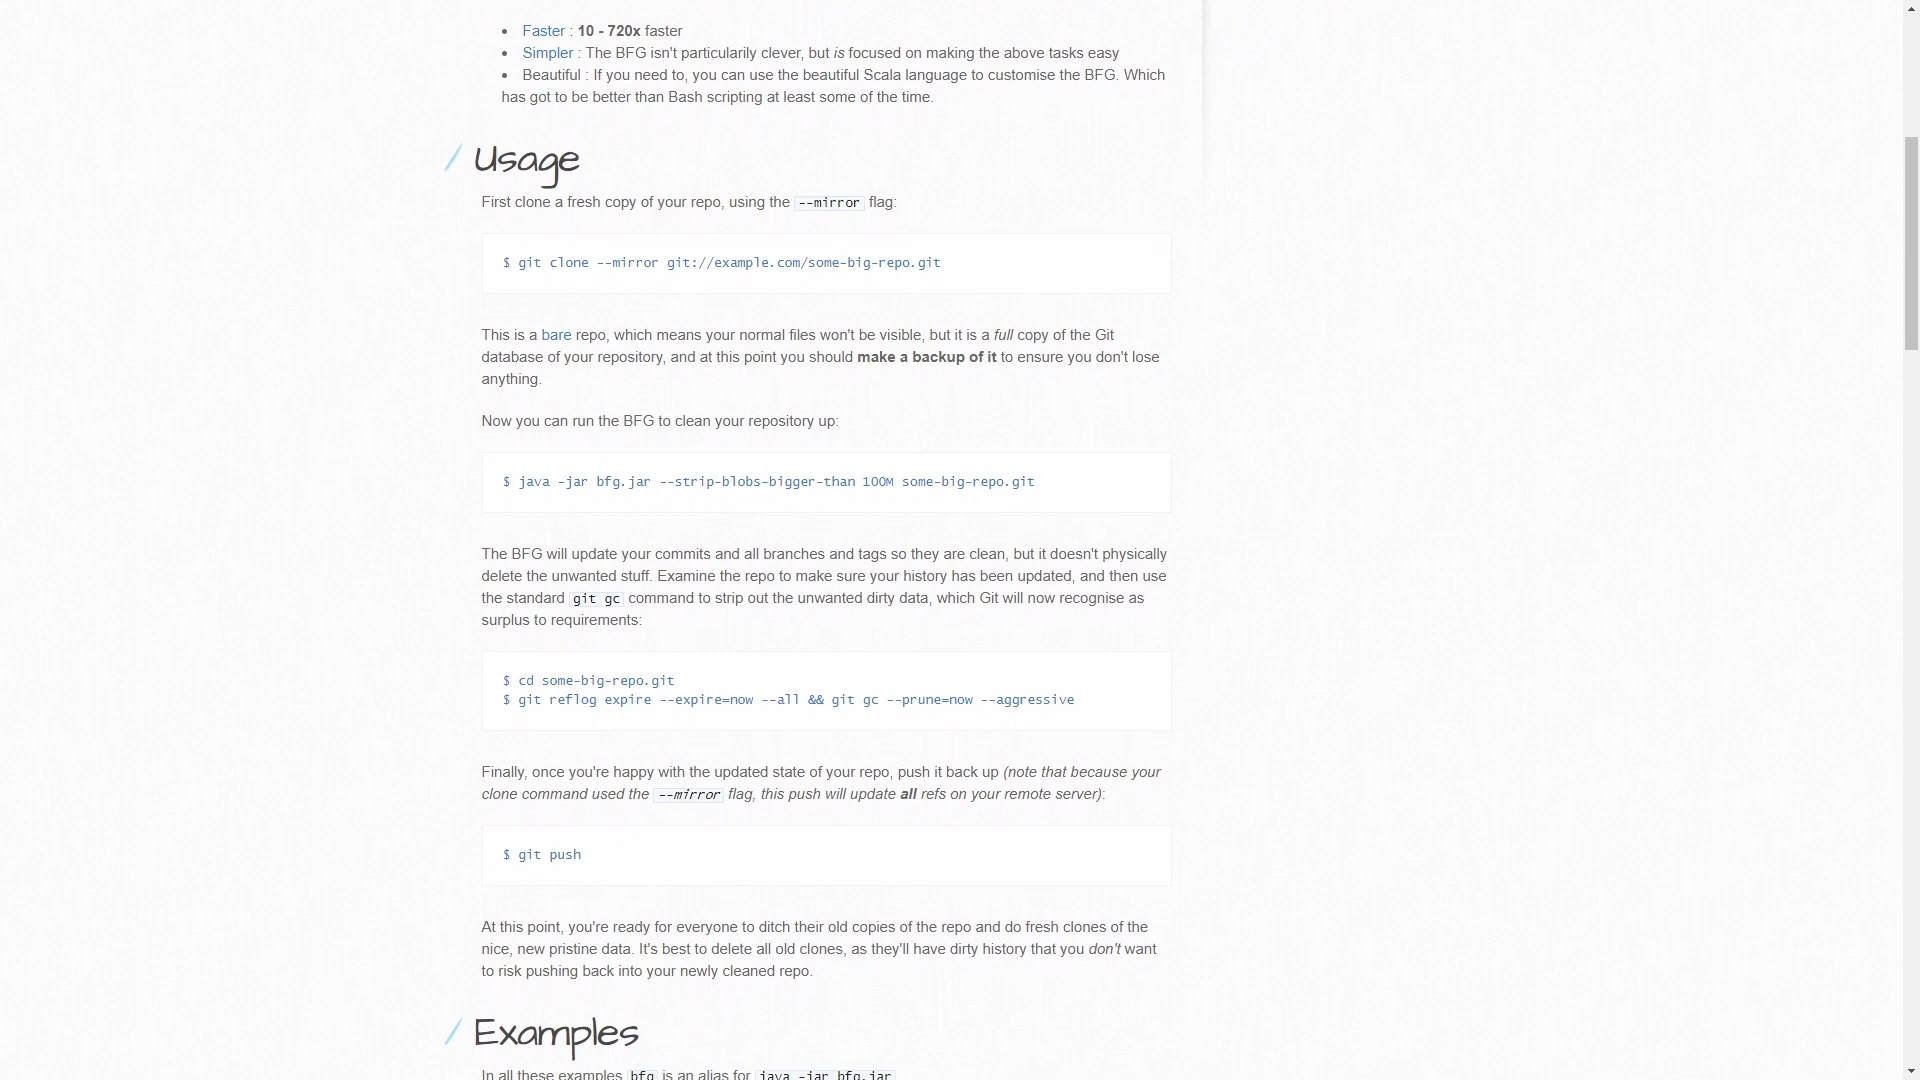 Faster : 10 - 720x faster
Simpler : The BFG isn't particularily clever, but is focused on making the above tasks easy
Beautiful : If you need to, you can use the beautiful Scala language to customise the BFG. Which
has got to be better than Bash scripting at least some of the time.
Usage
First clone a fresh copy of your repo, using the --mirror flag:
$ git clone --mirror git://example.com/some-big-repo.git
This is a bare repo, which means your normal files won't be visible, but it is a full copy of the Git
database of your repository, and at this point you should make a backup of it to ensure you don't lose
anything.
Now you can run the BFG to clean your repository up:
$ java -jar bfg.jar --strip-blobs-bigger-than 100M some-big-repo.git
The BFG will update your commits and all branches and tags so they are clean, but it doesn't physically
delete the unwanted stuff. Examine the repo to make sure your history has been updated, and then use
the standard git gc command to strip out the unwanted dirty data, which Git will now recognise as
surplus to requirements:
$ cd some-big-repo.git
$ git reflog expire --expire=now --all && git gc --prune=now --aggressive
Finally, once you're happy with the updated state of your repo, push it back up (note that because your
clone command used the --mirror flag, this push will update all refs on your remote server):
$ git push
At this point, you're ready for everyone to ditch their old copies of the repo and do fresh clones of the
nice, new pristine data. It's best to delete all old clones, as they'll have dirty history that you don't want
to risk pushing back into your newly cleaned repo.
Examples
In all these examples bfg is an alias for java -jar bfg.jar